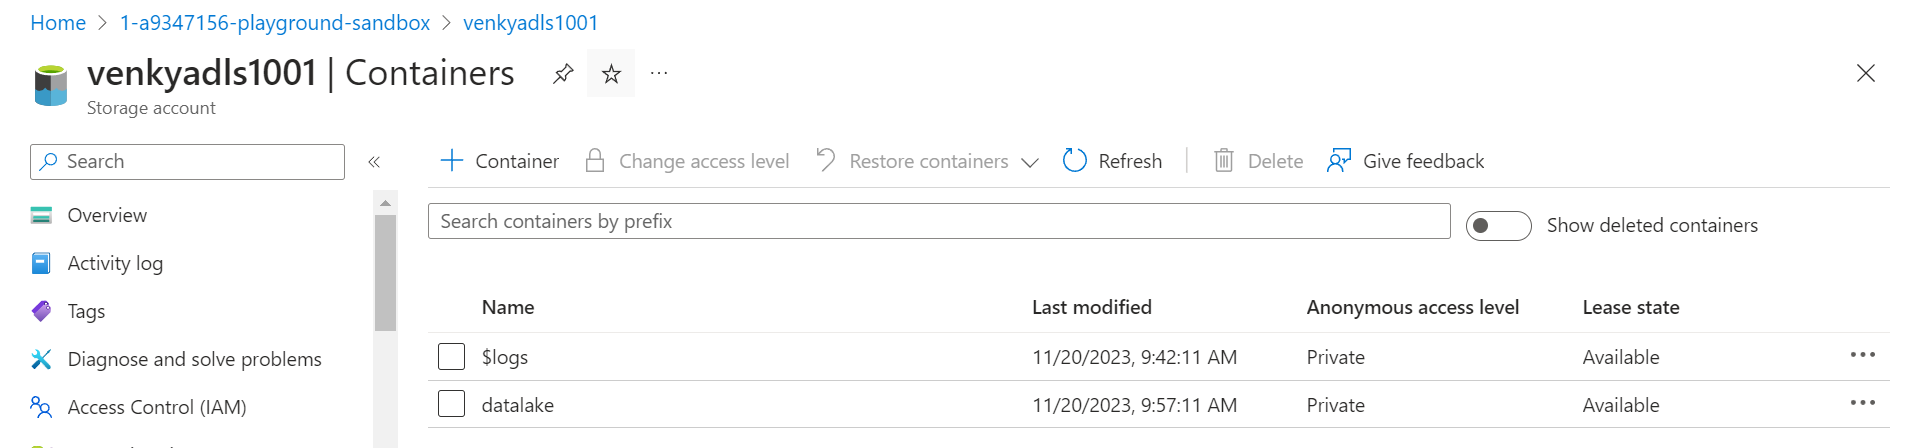 Home > 1-a9347156-playground-sandbox > venkyadls1001
venkyadls1001 | Containers
Storage account
Search
Container Change access level Restore containers Refresh Delete Give feedback
Search containers by prefix
Show deleted containers
Overview
Activity log
Tags
Diagnose and solve problems
Access Control (IAM)
Name Last modified Anonymous access level Lease state
$logs 11/20/2023, 9:42:11 AM Private Available
datalake 11/20/2023, 9:57:11 AM Private Available